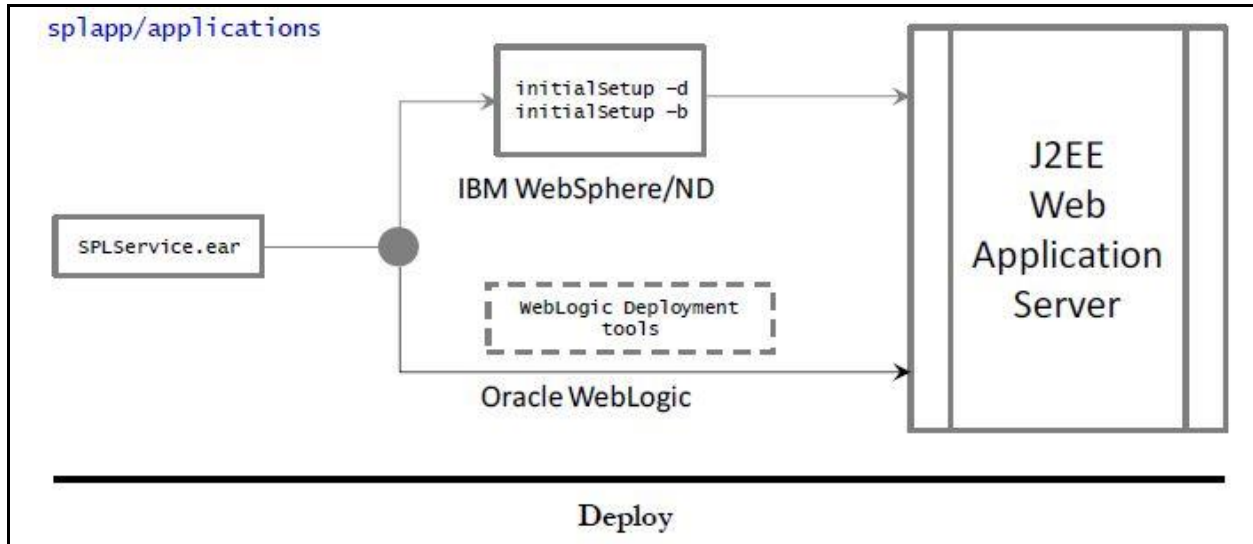 splapp/applications
initialSetup –d
initialSetup –b
IBM WebSphere/ND
SPLService.ear
WebLogic Deployment
tools
Oracle WebLogic
J2EE
Web
Application
Server
Deploy